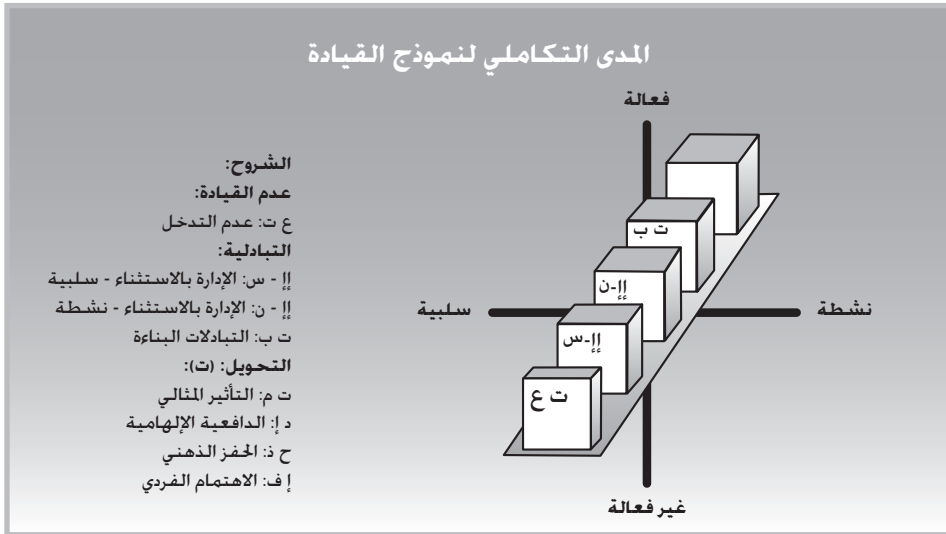 المدى التكاملي لنموذج القيادة
فعالة
نشطة
سلبية
غير فعالة
ت ب
إإ-ن
إإ-س
ت ع
الشروح:
عدم القيادة:
ع ت: عدم التدخل
التبادلية:
إإ - س: الإدارة بالاستثناء - سلبية
إإ - ن: الإدارة بالاستثناء - نشطة
ت ب: التبادلات البناءة
التحويل: (ت):
ت م: التأثير المثالي
د إ: الدافعية الإلهامية
ح ذ: الحفز الذهني
إ ف: الاهتمام الفردي